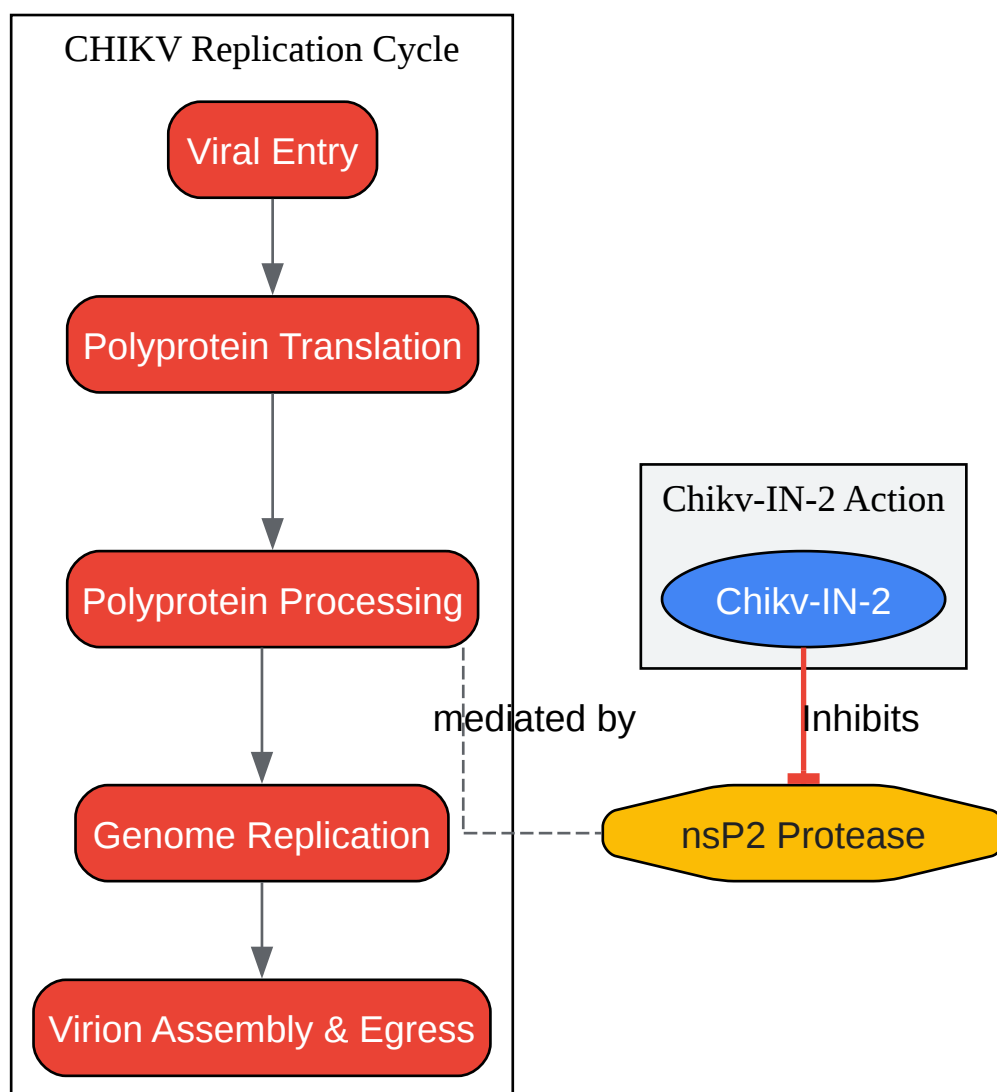 CHIKV Replication Cycle
Viral Entry
Polyprotein Translation
Polyprotein Processing
Genome Replication
Virion Assembly & Egress
mediated by
Chikv-IN-2 Action
Chikv-IN-2
Inhibits
nsP2 Protease